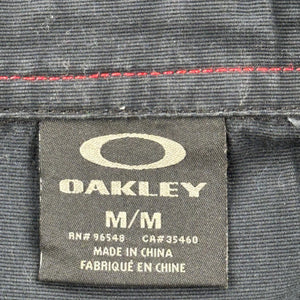 OAKLEY
M/M
RN# 96548 CA# 35460
MADE IN CHINA
FABRIQUÉ EN CHINE